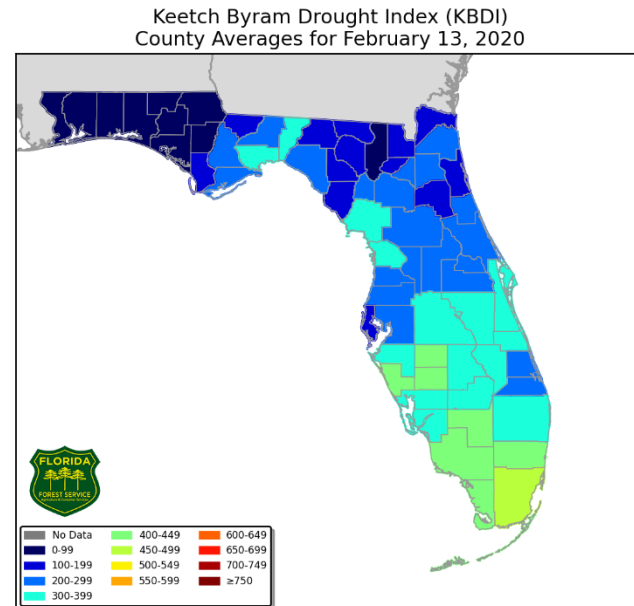 Keetch Byram Drought Index (KBDI)
County Averages for February 13, 2020
FLORIDA
FOREST SERVICE
No Data
0-99
100-199
200-299
300-399
400-449
450-499
500-549
550-599
600-649
650-699
700-749
≥750